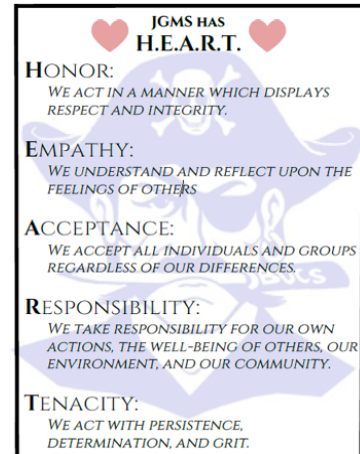 JGMS HAS
H.E.A.R.T.
HONOR:
WE ACT IN A MANNER WHICH DISPLAYS
RESPECT AND INTEGRITY.
EMPATHY:
WE UNDERSTAND AND REFLECT UPON THE
FEELINGS OF OTHERS
ACCEPTANCE:
WE ACCEPT ALL INDIVIDUALS AND GROUPS
REGARDLESS OF OUR DIFFERENCES.
RESPONSIBILITY:
WE TAKE RESPONSIBILITY FOR OUR OWN
ACTIONS, THE WELL-BEING OF OTHERS, OUR
ENVIRONMENT, AND OUR COMMUNITY.
TENACITY:
WE ACT WITH PERSISTENCE,
DETERMINATION, AND GRIT.